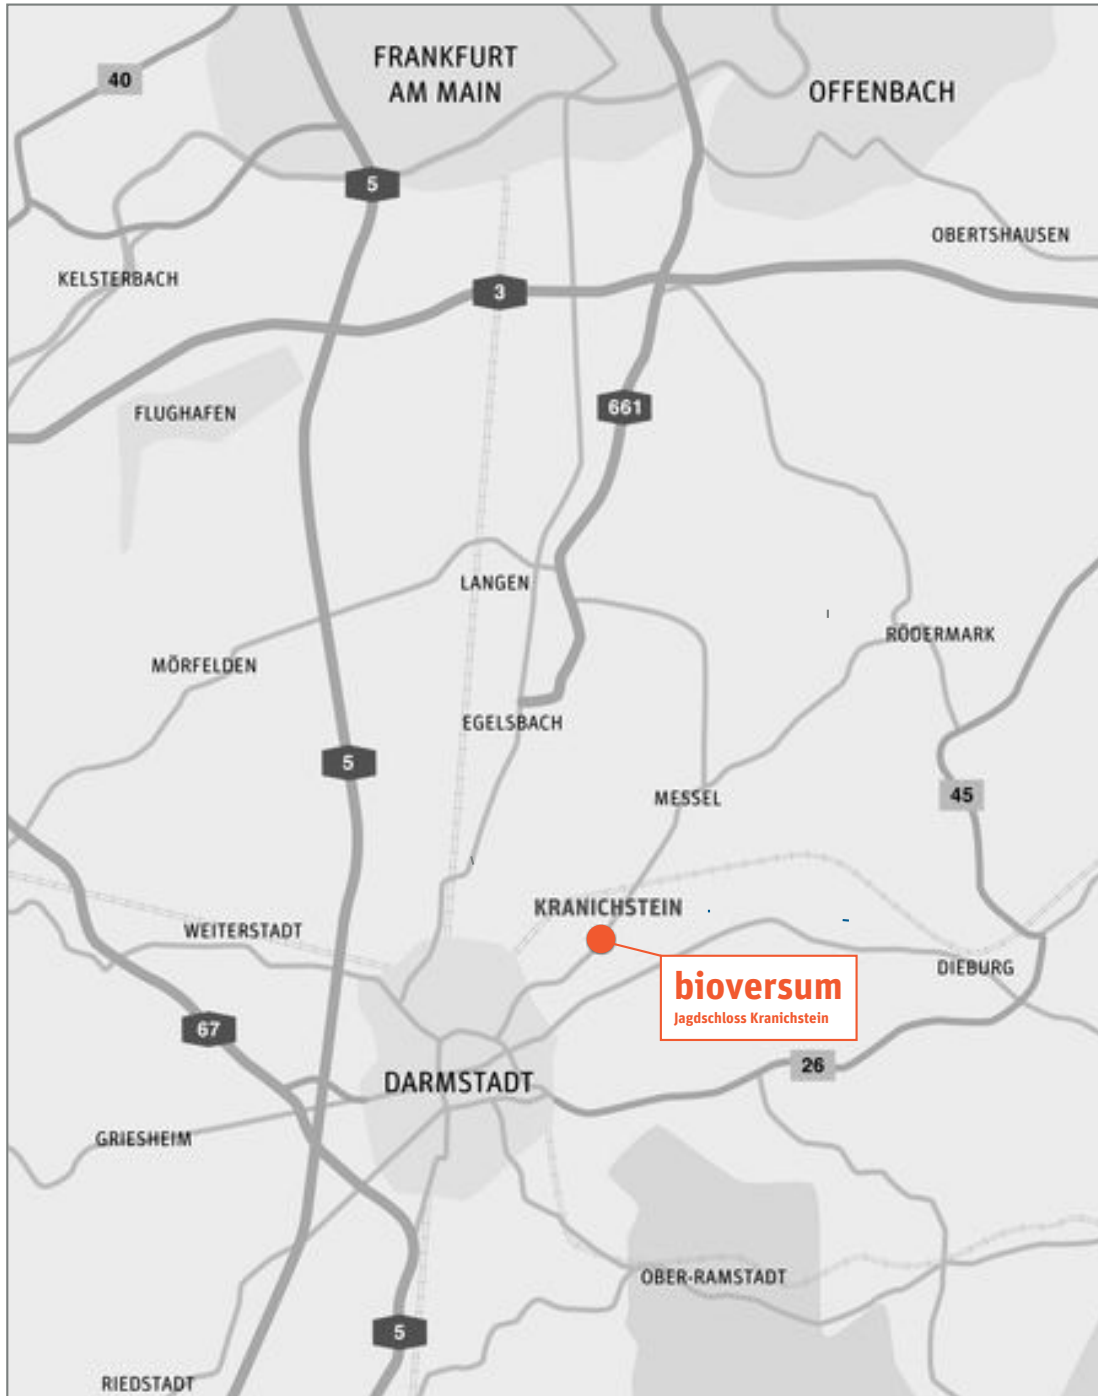 FRANKFURT
AM MAIN
40
OFFENBACH
5
OBERTSHAUSEN
KELSTERBACH
3
FLUGHAFEN
661
LANGEN
RÖDERMARK
MÖRFELDEN
EGELSBACH
5
MESSEL
45
KRANICHSTEIN
WEITERSTADT
DIEBURG
bioversum
Jagdschloss Kranichstein
67
26
DARMSTADT
GRIESHEIM
OBER-RAMSTADT
5
RIEDSTADT